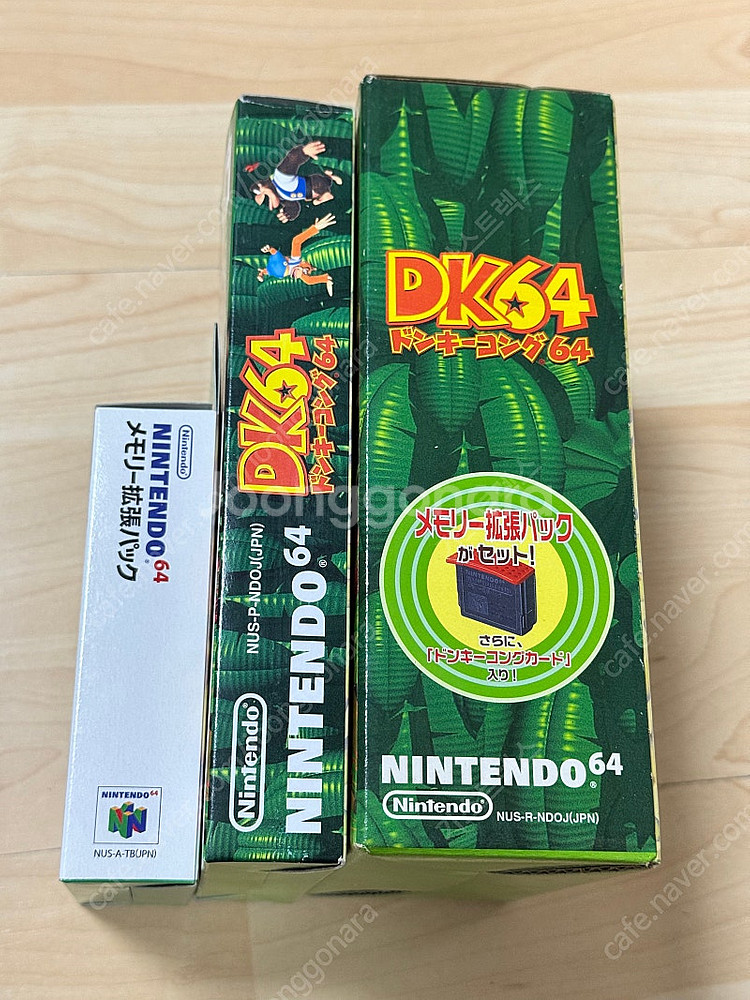 Nintendo
NINTENDO 64
メモリー拡張パック
NINTENDO 64
NUS-A-TB(JPN)
DK64
ドンキーコング64
NUS-P-NDOJ(JPN)
NINTENDO 64
Nintendo
DK64
ドンキーコング64
メモリー拡張パック
がセット!
NINTENDO 64
さらに、
「ドンキーコングカード」
入り!
NINTENDO 64
Nintendo
NUS-R-NDOJ(JPN)
joonggonara
cafe.naver.com/joonggonara